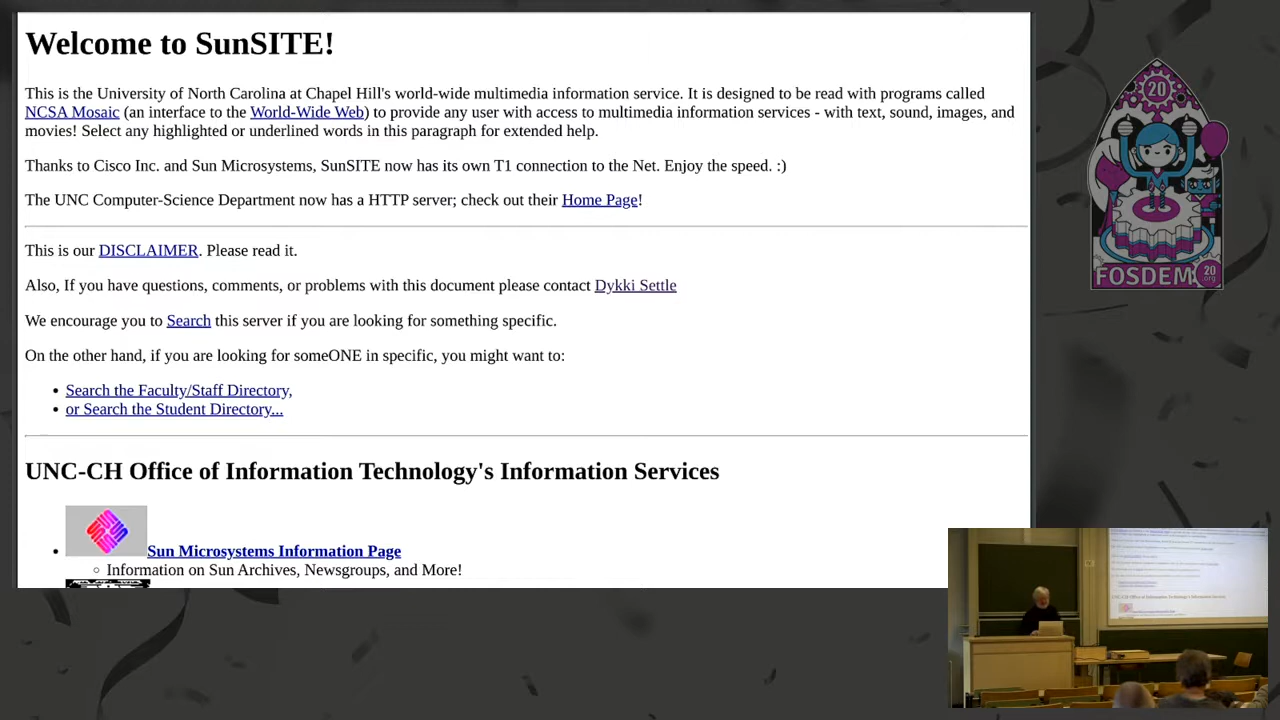 Welcome to SunSITE!
This is the University of North Carolina at Chapel Hill's world-wide multimedia information service. It is designed to be read with programs called
NCSA Mosaic (an interface to the World-Wide Web) to provide any user with access to multimedia information services - with text, sound, images, and
movies! Select any highlighted or underlined words in this paragraph for extended help.
Thanks to Cisco Inc. and Sun Microsystems, SunSITE now has its own T1 connection to the Net. Enjoy the speed. :)
The UNC Computer-Science Department now has a HTTP server; check out their Home Page!
This is our DISCLAIMER. Please read it.
Also, If you have questions, comments, or problems with this document please contact Dykki Settle
We encourage you to Search this server if you are looking for something specific.
On the other hand, if you are looking for someONE in specific, you might want to:
• Search the Faculty/Staff Directory,
• or Search the Student Directory...
UNC-CH Office of Information Technology's Information Services
• Sun Microsystems Information Page
◦ Information on Sun Archives, Newsgroups, and More!
20
FOSDEM
20
.org